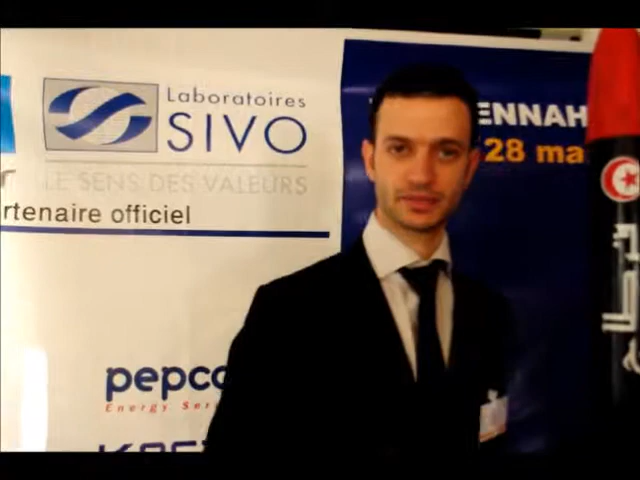 Laboratoires
SIVO
LE SENS DES VALEURS
rtenaire officiel
ENNAH
28 ma
pepco
Energy Ser